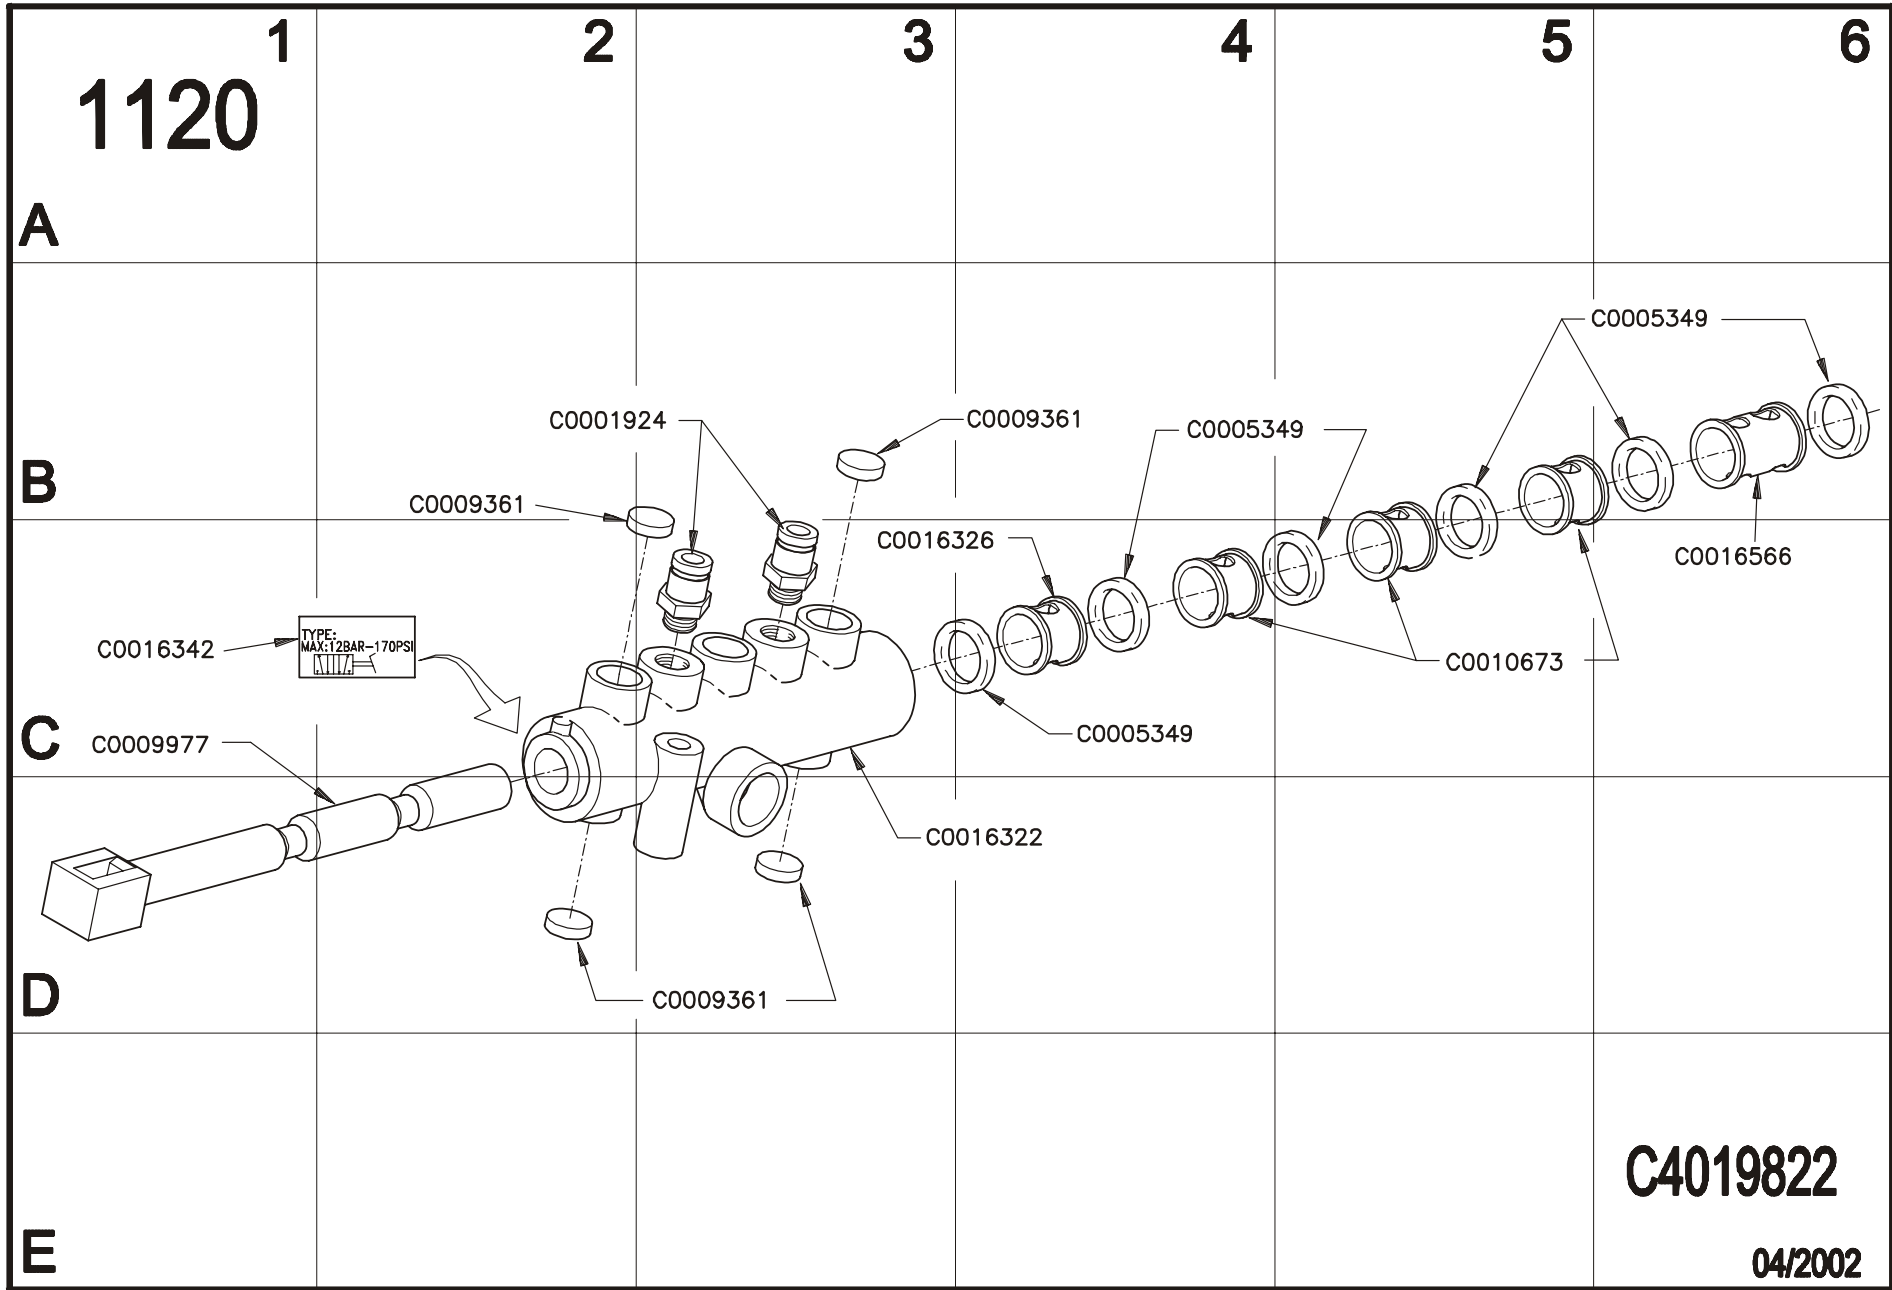 1 2 3 4 5 6
1120
A
C0005349
B
C0001924 C0009361 C0005349
C0009361
C0016326
C0016566
TYPE:
MAX:12BAR-170PSI
C0016342
C0010673
C0005349
C
C0009977
C0016322
D
C0009361
C4019822
E
04/2002